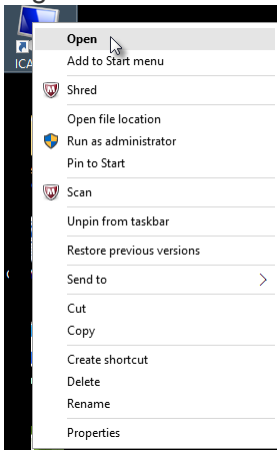 ICA
Open
Add to Start menu
Shred
Open file location
Run as administrator
Pin to Start
Scan
Unpin from taskbar
Restore previous versions
Send to
Cut
Copy
Create shortcut
Delete
Rename
Properties